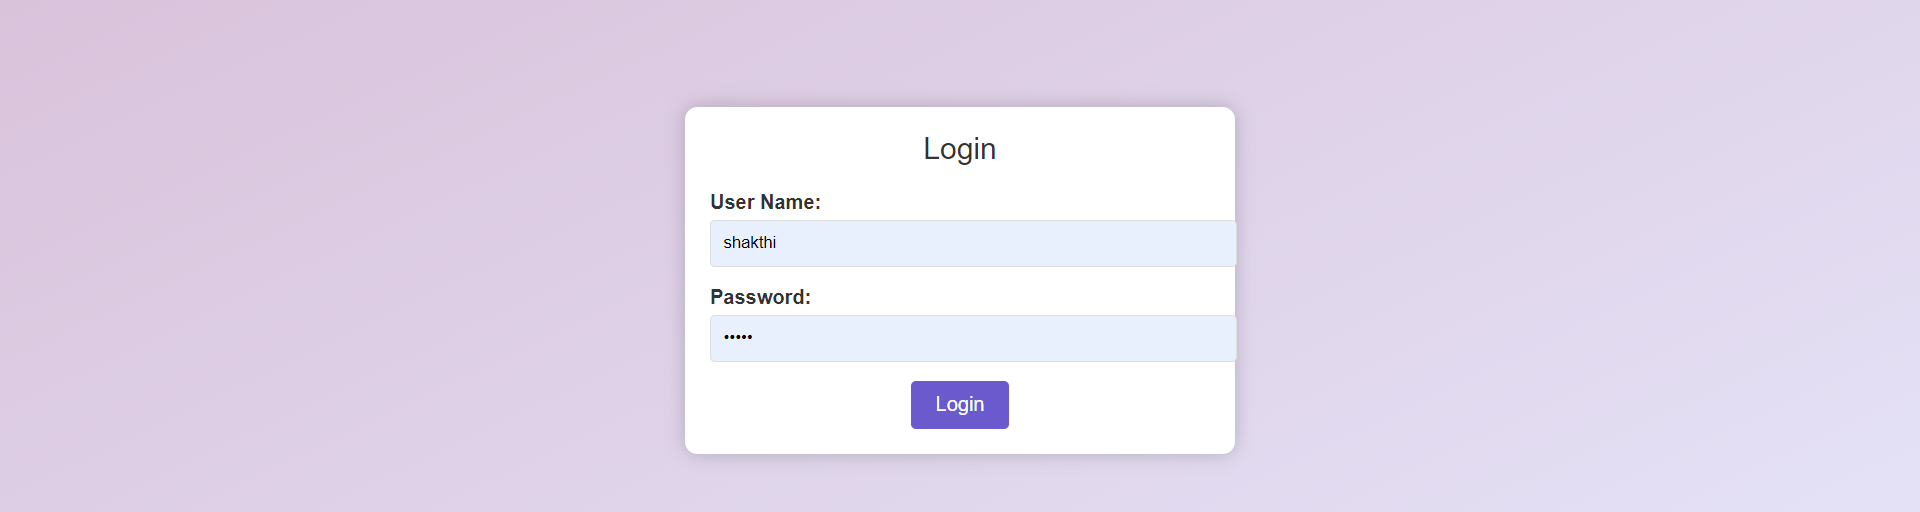 Login
User Name:
shakthi
Password:
•••••
Login